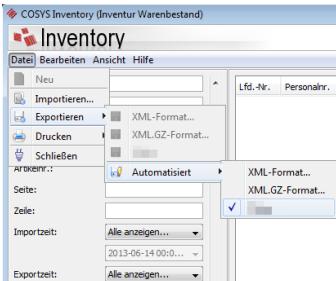 COSYS Inventory (Inventur Warenbestand)
Inventory
Datei Bearbeiten Ansicht Hilfe
Neu
Importieren...
Exportieren
Drucken
Schließen
XML-Format...
XML.GZ-Format...
Automatisiert
XML-Format...
XML.GZ-Format...
Lfd.-Nr. Personalnr.
Artikelnr.:
Seite:
Zeile:
Importzeit: Alle anzeigen...
2013-06-14 00:0...
Exportzeit: Alle anzeigen...